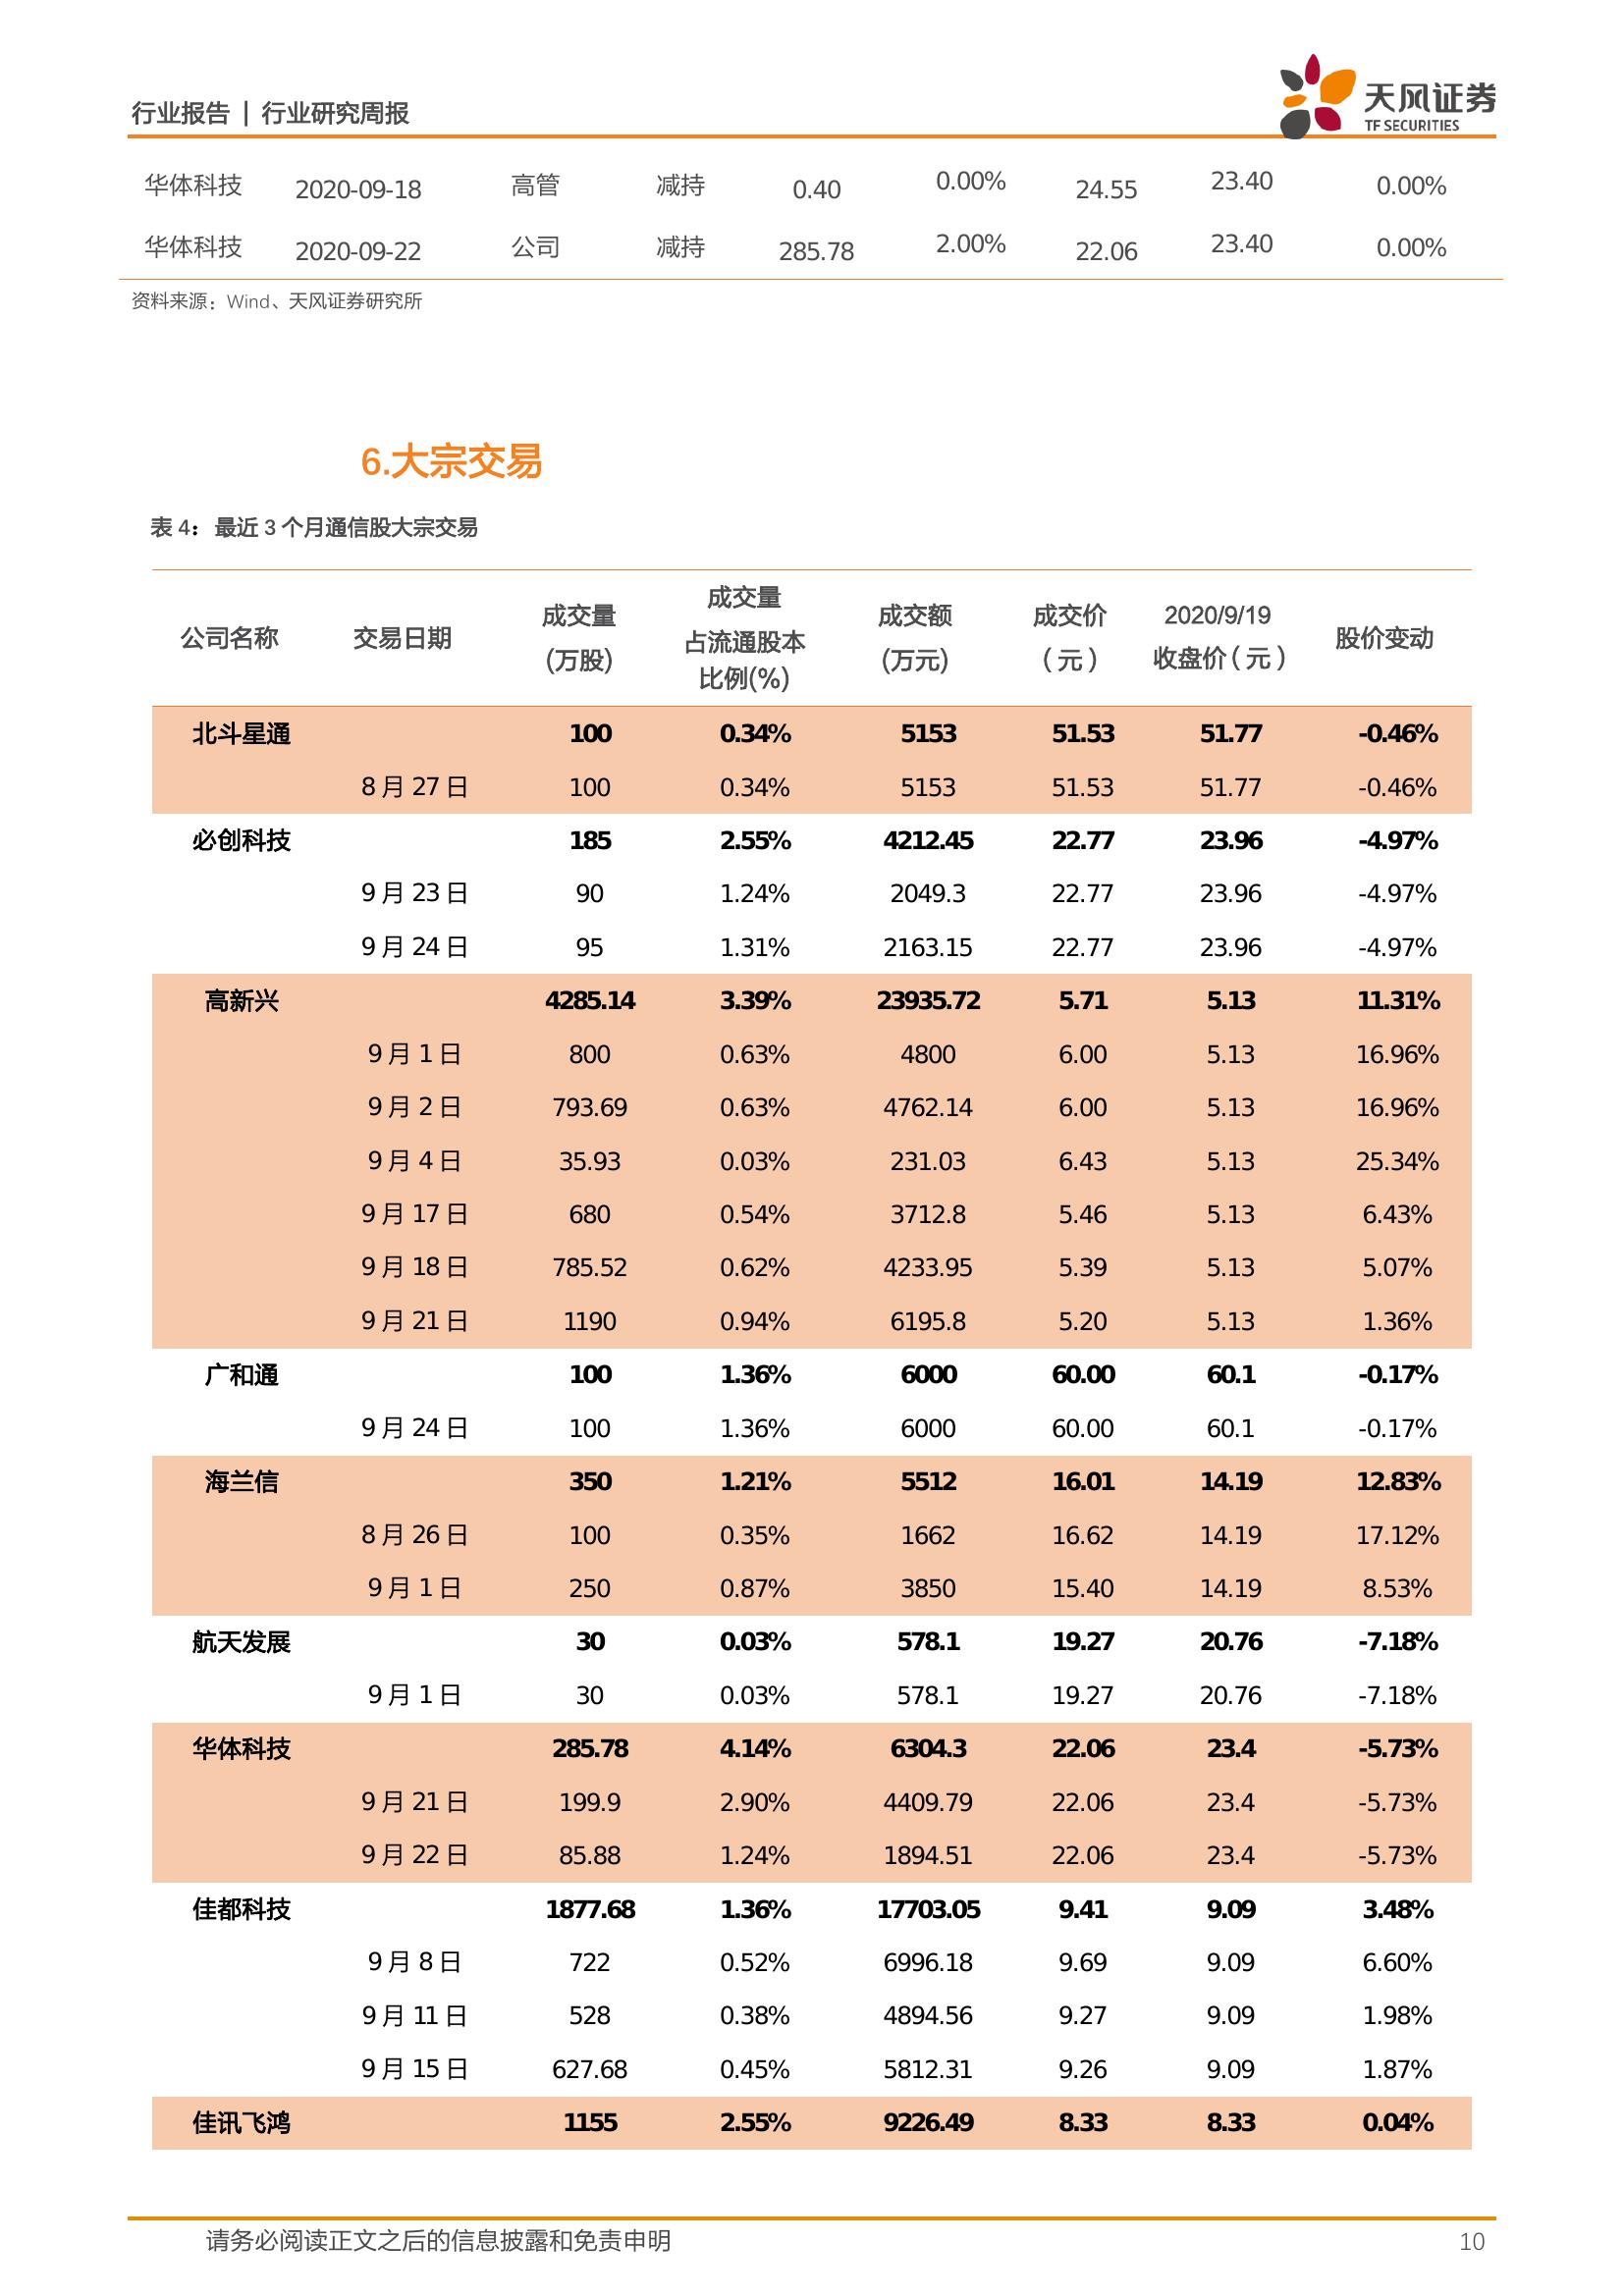 行业报告 | 行业研究周报
天风证券
TF SECURITIES
华体科技 2020-09-18 高管 减持 0.40 0.00% 24.55 23.40 0.00%
华体科技 2020-09-22 公司 减持 285.78 2.00% 22.06 23.40 0.00%
资料来源：Wind、天风证券研究所
6.大宗交易
表 4：最近 3 个月通信股大宗交易
公司名称 交易日期 成交量(万股) 成交量占流通股本比例(%) 成交额(万元) 成交价（元） 2020/9/19收盘价（元） 股价变动
北斗星通 100 0.34% 5153 51.53 51.77 -0.46%
8 月 27 日 100 0.34% 5153 51.53 51.77 -0.46%
必创科技 185 2.55% 4212.45 22.77 23.96 -4.97%
9 月 23 日 90 1.24% 2049.3 22.77 23.96 -4.97%
9 月 24 日 95 1.31% 2163.15 22.77 23.96 -4.97%
高新兴 4285.14 3.39% 23935.72 5.71 5.13 11.31%
9 月 1 日 800 0.63% 4800 6.00 5.13 16.96%
9 月 2 日 793.69 0.63% 4762.14 6.00 5.13 16.96%
9 月 4 日 35.93 0.03% 231.03 6.43 5.13 25.34%
9 月 17 日 680 0.54% 3712.8 5.46 5.13 6.43%
9 月 18 日 785.52 0.62% 4233.95 5.39 5.13 5.07%
9 月 21 日 1190 0.94% 6195.8 5.20 5.13 1.36%
广和通 100 1.36% 6000 60.00 60.1 -0.17%
9 月 24 日 100 1.36% 6000 60.00 60.1 -0.17%
海兰信 350 1.21% 5512 16.01 14.19 12.83%
8 月 26 日 100 0.35% 1662 16.62 14.19 17.12%
9 月 1 日 250 0.87% 3850 15.40 14.19 8.53%
航天发展 30 0.03% 578.1 19.27 20.76 -7.18%
9 月 1 日 30 0.03% 578.1 19.27 20.76 -7.18%
华体科技 285.78 4.14% 6304.3 22.06 23.4 -5.73%
9 月 21 日 199.9 2.90% 4409.79 22.06 23.4 -5.73%
9 月 22 日 85.88 1.24% 1894.51 22.06 23.4 -5.73%
佳都科技 1877.68 1.36% 17703.05 9.41 9.09 3.48%
9 月 8 日 722 0.52% 6996.18 9.69 9.09 6.60%
9 月 11 日 528 0.38% 4894.56 9.27 9.09 1.98%
9 月 15 日 627.68 0.45% 5812.31 9.26 9.09 1.87%
佳讯飞鸿 1155 2.55% 9226.49 8.33 8.33 0.04%
请务必阅读正文之后的信息披露和免责申明 10